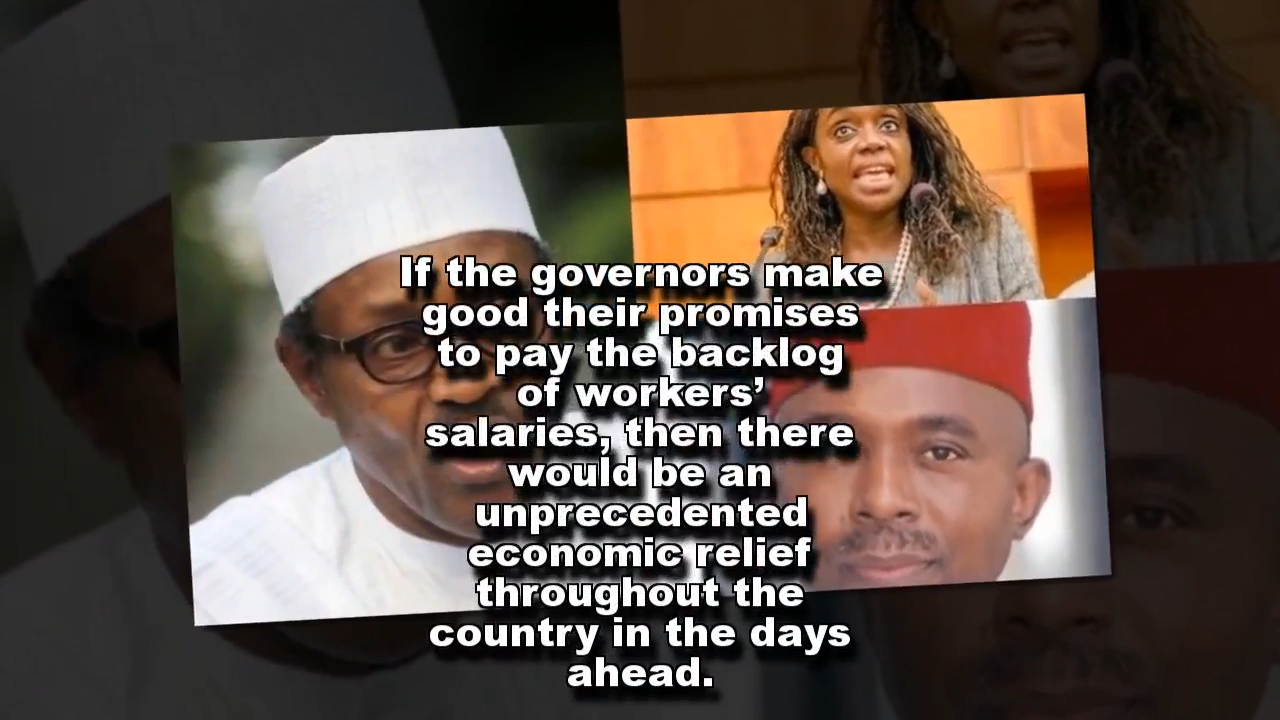 If the governors make
good their promises
to pay the backlog
of workers’
salaries, then there
would be an
unprecedented
economic relief
throughout the
country in the days
ahead.